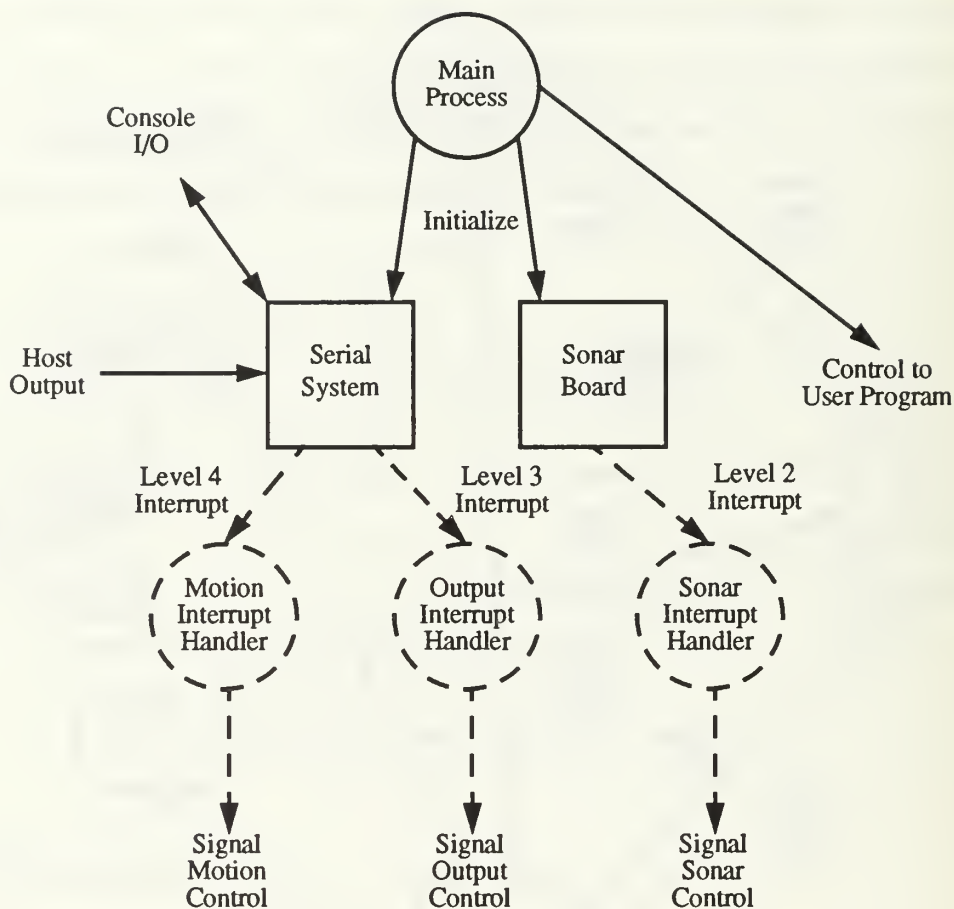 Main
Process
Console
I/O
Initialize
Serial
System
Sonar
Board
Host
Output
Control to
User Program
Level 4
Interrupt
Level 3
Interrupt
Level 2
Interrupt
Motion
Interrupt
Handler
Output
Interrupt
Handler
Sonar
Interrupt
Handler
Signal
Motion
Control
Signal
Output
Control
Signal
Sonar
Control